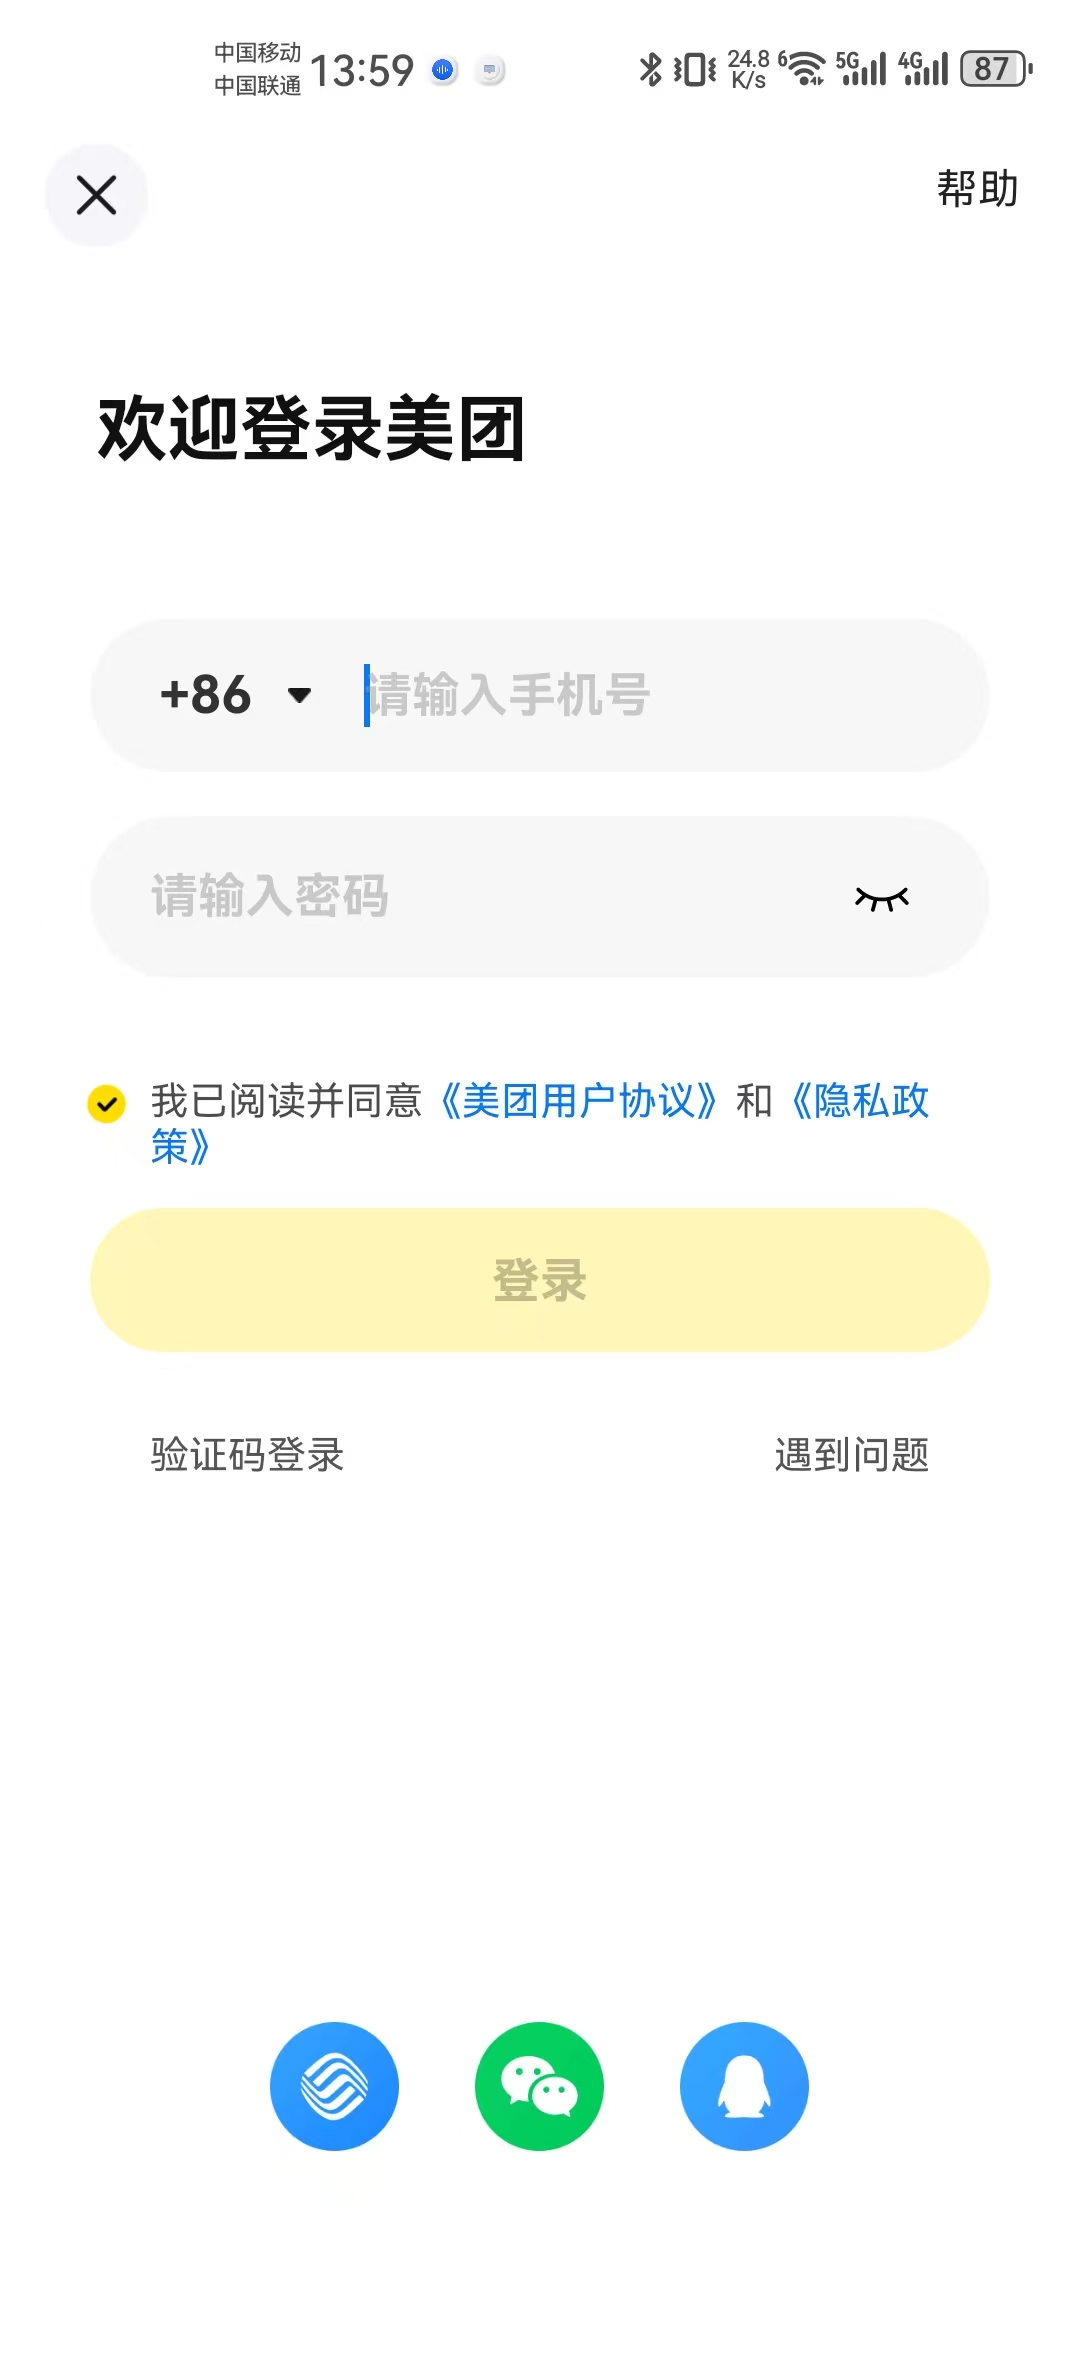 中国移动
中国联通
13:59
24.8
K/s
6
5G
4G
87
帮助
欢迎登录美团
+86
请输入手机号
请输入密码
我已阅读并同意《美团用户协议》和《隐私政
策》
登录
验证码登录
遇到问题